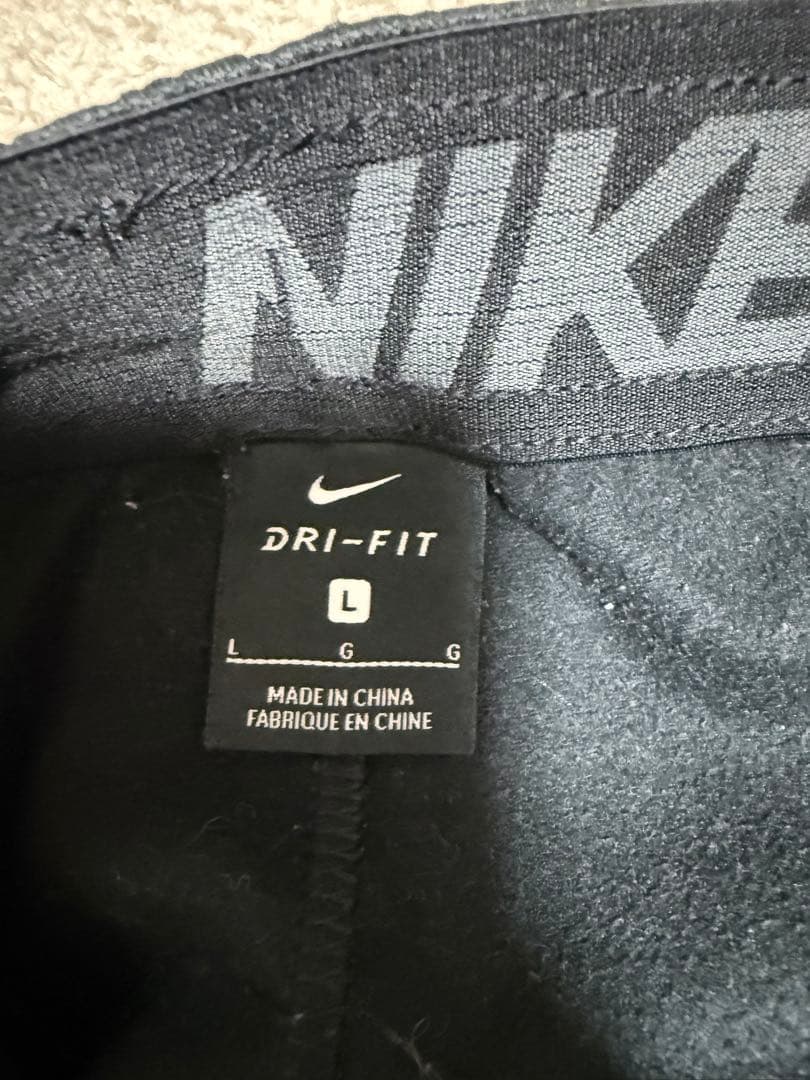 NIKE
DRI-FIT
L
L G G
MADE IN CHINA
FABRIQUE EN CHINE